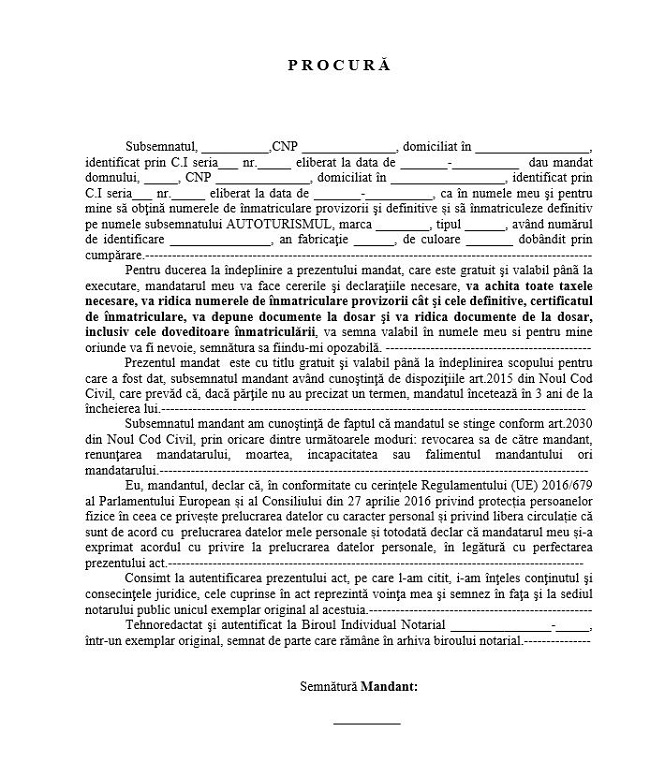 P R O C U R Ă
Subsemnatul, __________,CNP ______________, domiciliat în _________________,
identificat prin C.I seria___ nr._____ eliberat la data de _______-__________ dau mandat
domnului, _____, CNP ______________, domiciliat în _________________, identificat prin
C.I seria___ nr._____ eliberat la data de _______-__________, ca în numele meu şi pentru
mine să obțină numerele de înmatriculare provizorii şi definitive și să înmatriculeze definitiv
pe numele subsemnatului AUTOTURISMUL, marca ________, tipul ______, având numărul
de identificare _______________, an fabricaţie ______, de culoare _______ dobândit prin
cumpărare.------------------------------------------------------------------------------------------
Pentru ducerea la îndeplinire a prezentului mandat, care este gratuit şi valabil până la
executare, mandatarul meu va face cererile şi declaraţiile necesare, va achita toate taxele
necesare, va ridica numerele de înmatriculare provizorii cât şi cele definitive, certificatul
de înmatriculare, va depune documente la dosar şi va ridica documente de la dosar,
inclusiv cele doveditoare înmatriculării, va semna valabil în numele meu si pentru mine
oriunde va fi nevoie, semnătura sa fiindu-mi opozabilă. -----------------------------------------
Prezentul mandat este cu titlu gratuit şi valabil până la îndeplinirea scopului pentru
care a fost dat, subsemnatul mandant având cunoştinţă de dispoziţiile art.2015 din Noul Cod
Civil, care prevăd că, dacă părţile nu au precizat un termen, mandatul încetează în 3 ani de la
încheierea lui.-------------------------------------------------------------------------------------
Subsemnatul mandant am cunoştinţă de faptul că mandatul se stinge conform art.2030
din Noul Cod Civil, prin oricare dintre următoarele moduri: revocarea sa de către mandant,
renunţarea mandatarului, moartea, incapacitatea sau falimentul mandantului ori
mandatarului.-------------------------------------------------------------------------------------
Eu, mandantul, declar că, în conformitate cu cerințele Regulamentului (UE) 2016/679
al Parlamentului European și al Consiliului din 27 aprilie 2016 privind protecția persoanelor
fizice în ceea ce privește prelucrarea datelor cu caracter personal și privind libera circulație că
sunt de acord cu prelucrarea datelor mele personale și totodată declar că mandatarul meu și-a
exprimat acordul cu privire la prelucrarea datelor personale, în legătură cu perfectarea
prezentului act.-----------------------------------------------------------------------------------
Consimt la autentificarea prezentului act, pe care l-am citit, i-am înţeles conţinutul şi
consecinţele juridice, cele cuprinse în act reprezintă voinţa mea şi semnez în faţa şi la sediul
notarului public unicul exemplar original al acestuia.---------------------------------------------
Tehnoredactat şi autentificat la Biroul Individual Notarial _______________-_____,
într-un exemplar original, semnat de parte care rămâne în arhiva biroului notarial.---------------
Semnătură Mandant:
__________